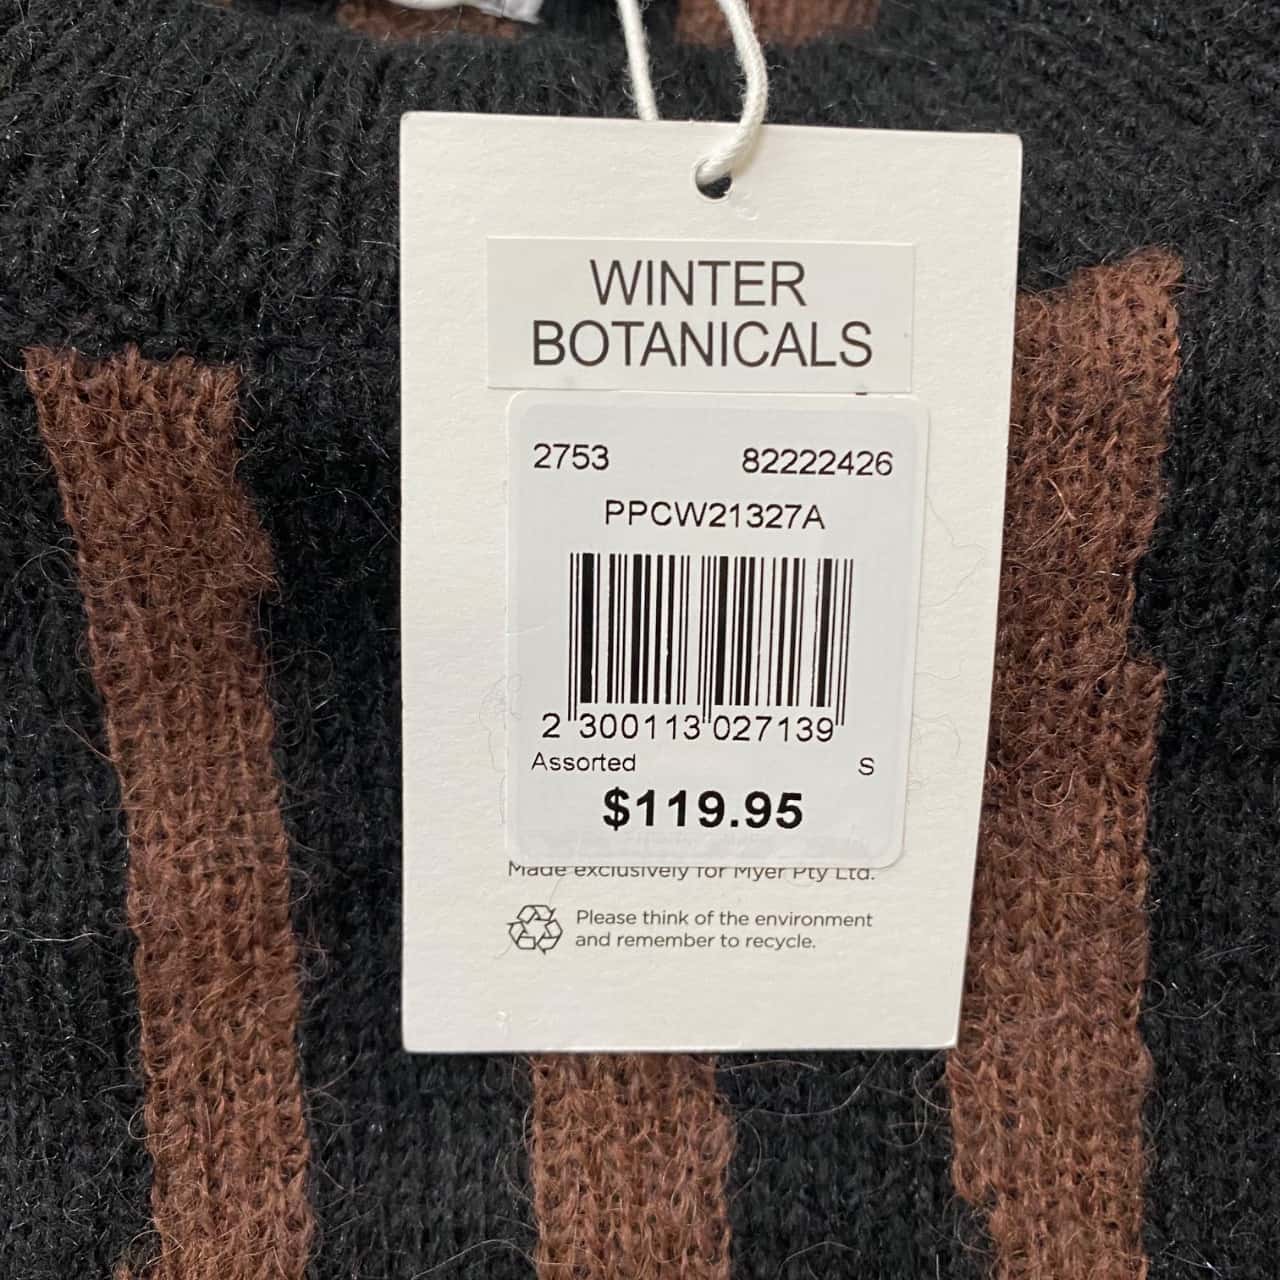 WINTER
BOTANICALS
2753 82222426
PPCW21327A
2 300113 027139
Assorted S
$119.95
Made exclusively for Myer Pty Ltd.
Please think of the environment
and remember to recycle.